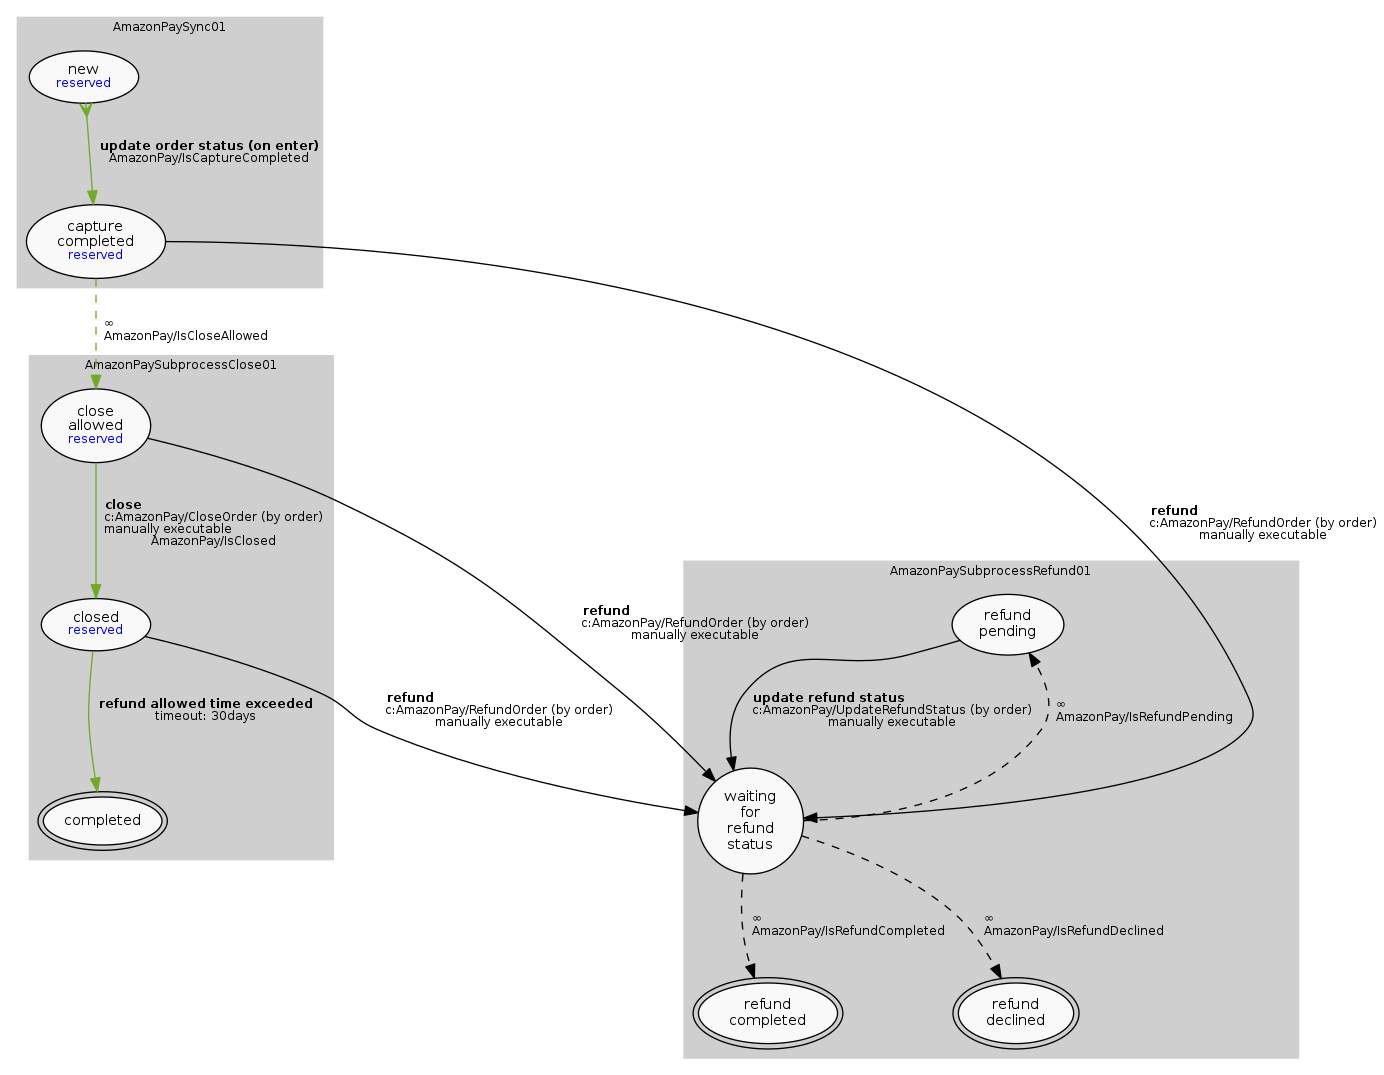 AmazonPaySync01
new
reserved
update order status (on enter)
AmazonPay/IsCaptureCompleted
capture
completed
reserved
∞
AmazonPay/IsCloseAllowed
AmazonPaySubprocessClose01
close
allowed
reserved
close
c:AmazonPay/CloseOrder (by order)
manually executable
AmazonPay/IsClosed
closed
reserved
refund allowed time exceeded
timeout: 30days
completed
refund
c:AmazonPay/RefundOrder (by order)
manually executable
refund
c:AmazonPay/RefundOrder (by order)
manually executable
refund
c:AmazonPay/RefundOrder (by order)
manually executable
AmazonPaySubprocessRefund01
refund
pending
update refund status
c:AmazonPay/UpdateRefundStatus (by order)
manually executable
∞
AmazonPay/IsRefundPending
waiting
for
refund
status
∞
AmazonPay/IsRefundCompleted
∞
AmazonPay/IsRefundDeclined
refund
completed
refund
declined